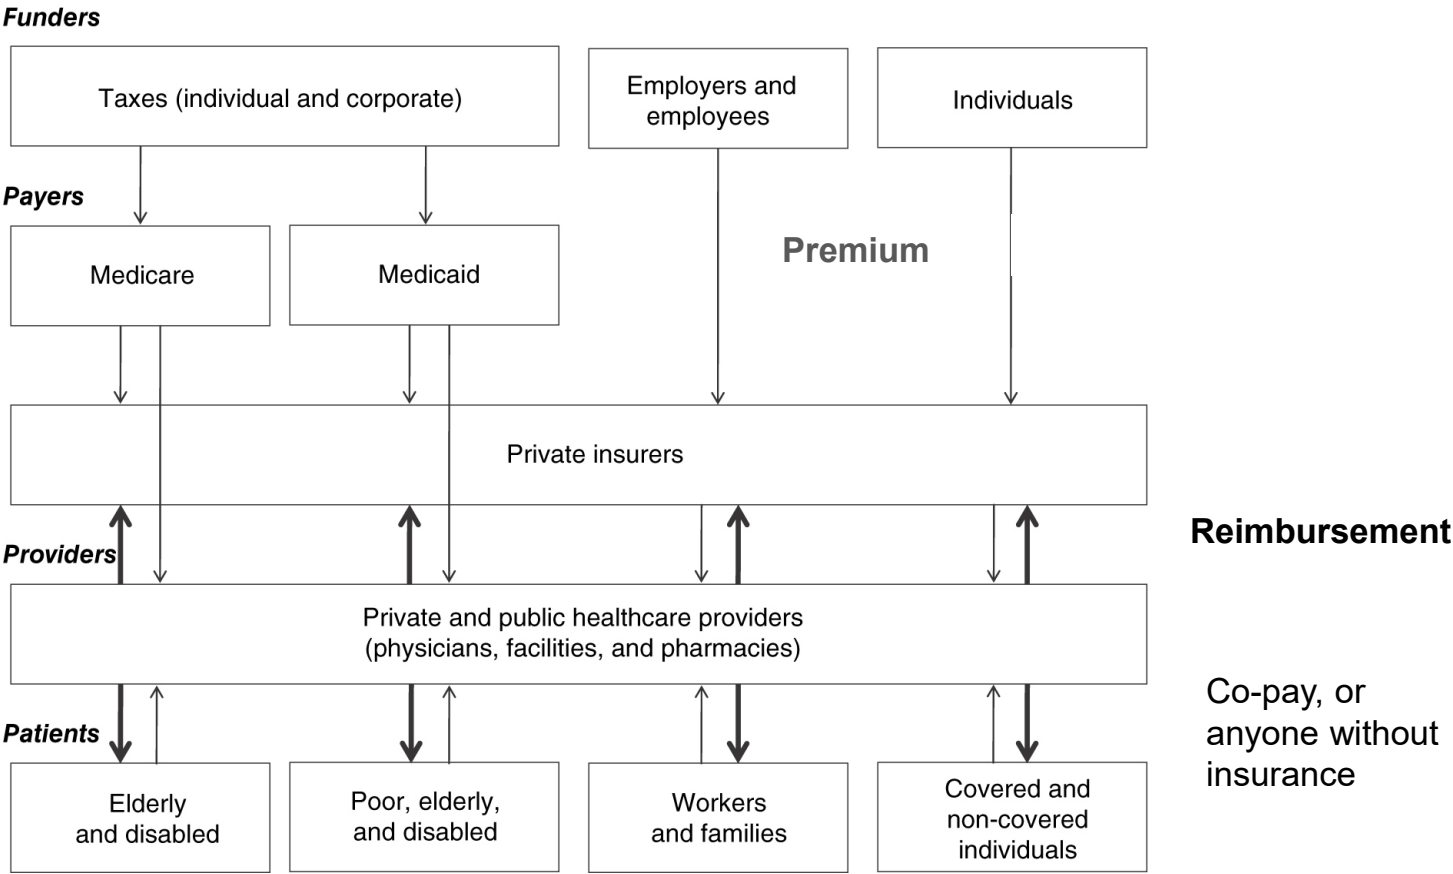 Funders
Taxes (individual and corporate)
Employers and
employees
Individuals
Payers
Premium
Medicare
Medicaid
Private insurers
Reimbursement
Providers
Private and public healthcare providers
(physicians, facilities, and pharmacies)
Co-pay, or
anyone without
insurance
Patients
Elderly
and disabled
Poor, elderly,
and disabled
Workers
and families
Covered and
non-covered
individuals